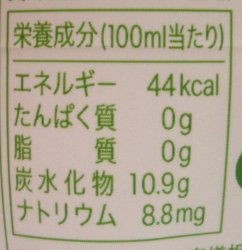 栄養成分(100ml当たり)
エネルギー 44kcal
たんぱく質 0g
脂質 0g
炭水化物 10.9g
ナトリウム 8.8mg